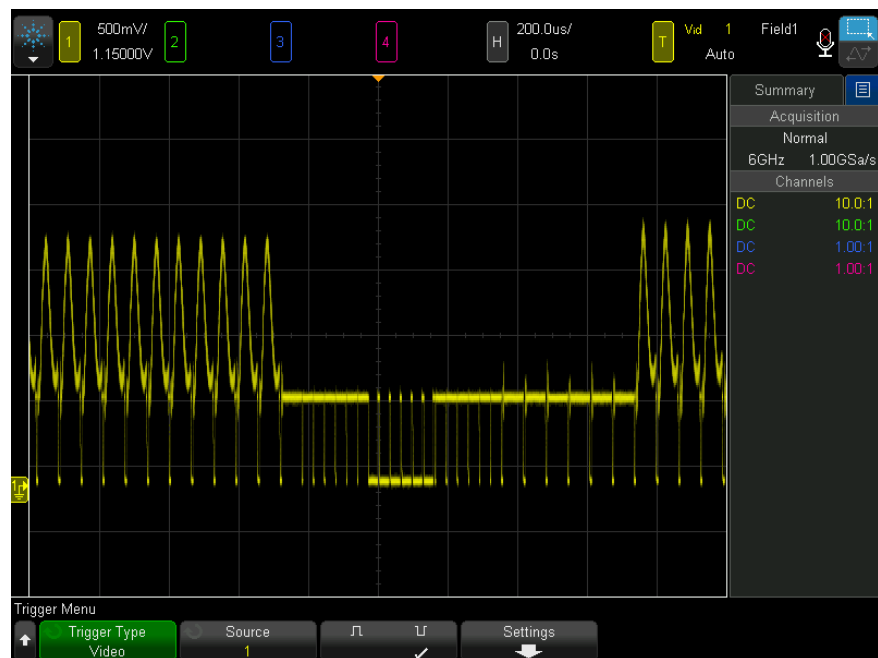 1 500mV/ 2 3 4 H 200.0us/ T Vid 1 Field1
1.15000V 0.0s Auto
Summary
Acquisition
Normal
6GHz 1.00GSa/s
Channels
DC 10.0:1
DC 10.0:1
DC 1.00:1
DC 1.00:1
1
Trigger Menu
Trigger Type Source Settings
Video 1